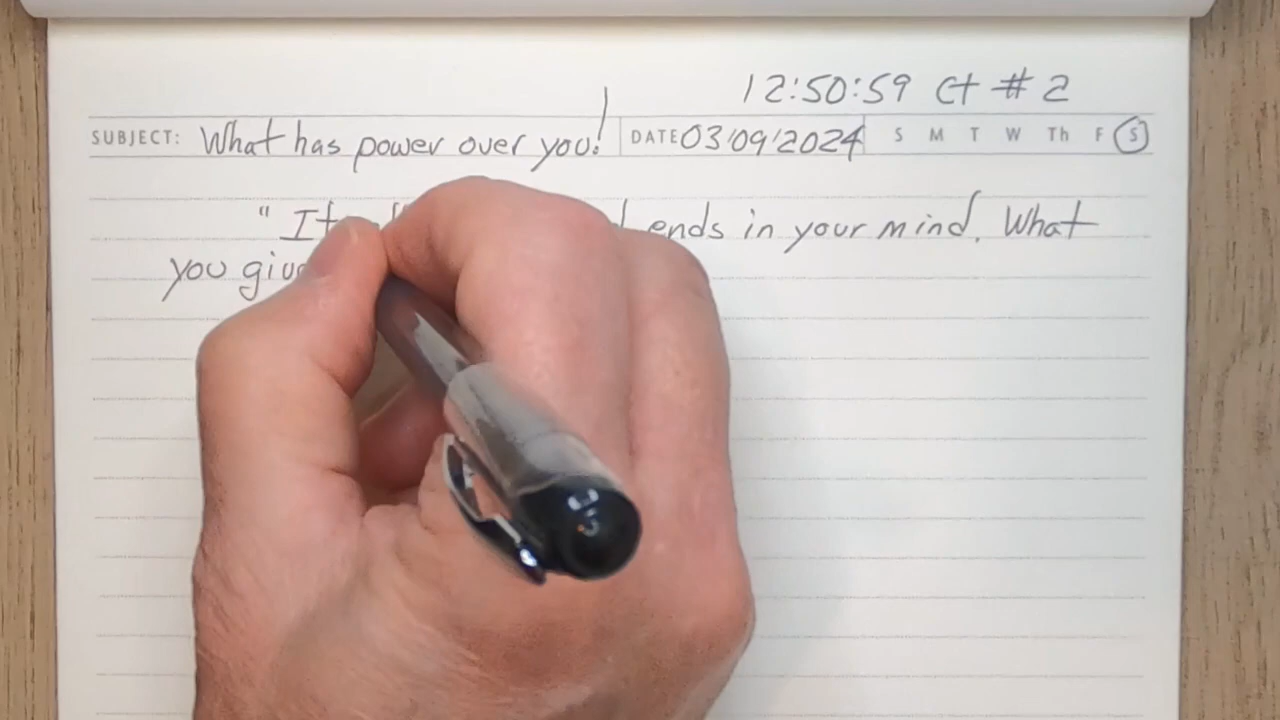 12:50:59 Ct # 2
SUBJECT: What has power over you! DATE 03/09/2024 S M T W Th F S
" It ends in your mind. What
you give